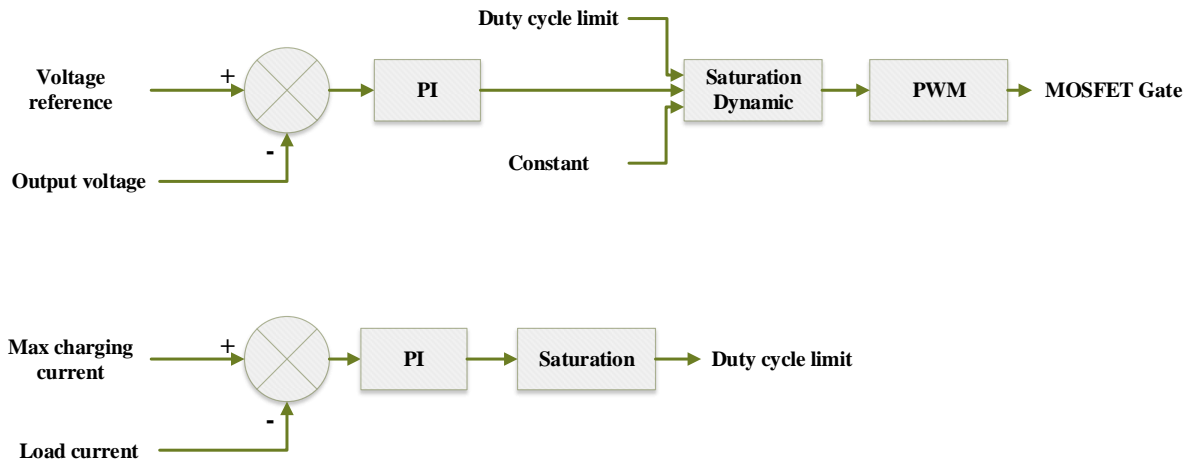 Duty cycle limit
Voltage
reference
+
PI
Saturation
Dynamic
PWM
MOSFET Gate
-
Output voltage
Constant
Max charging
current
+
PI
Saturation
Duty cycle limit
-
Load current